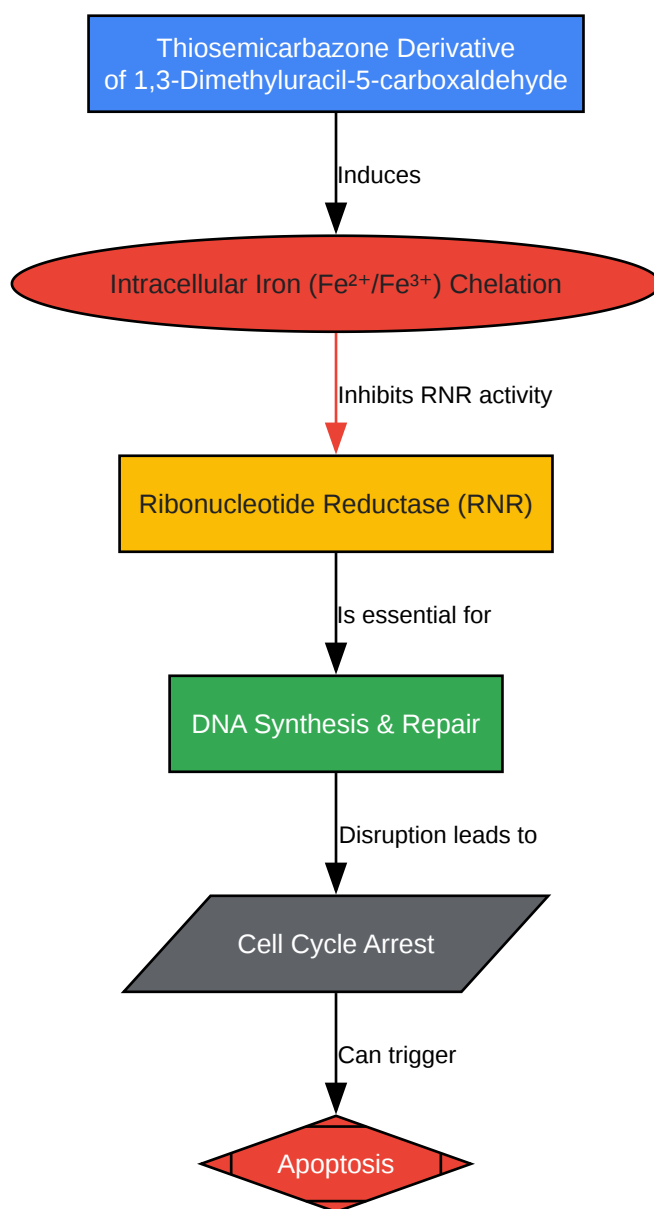 Thiosemicarbazone Derivative
of 1,3-Dimethyluracil-5-carboxaldehyde
Induces
Intracellular Iron (Fe²⁺/Fe³⁺) Chelation
Inhibits RNR activity
Ribonucleotide Reductase (RNR)
Is essential for
DNA Synthesis & Repair
Disruption leads to
Cell Cycle Arrest
Can trigger
Apoptosis